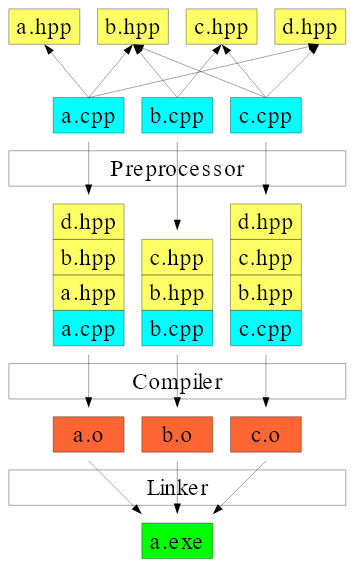 a.hpp b.hpp c.hpp d.hpp
a.cpp b.cpp c.cpp
Preprocessor
d.hpp d.hpp
b.hpp c.hpp c.hpp
a.hpp b.hpp b.hpp
a.cpp b.cpp c.cpp
Compiler
a.o b.o c.o
Linker
a.exe